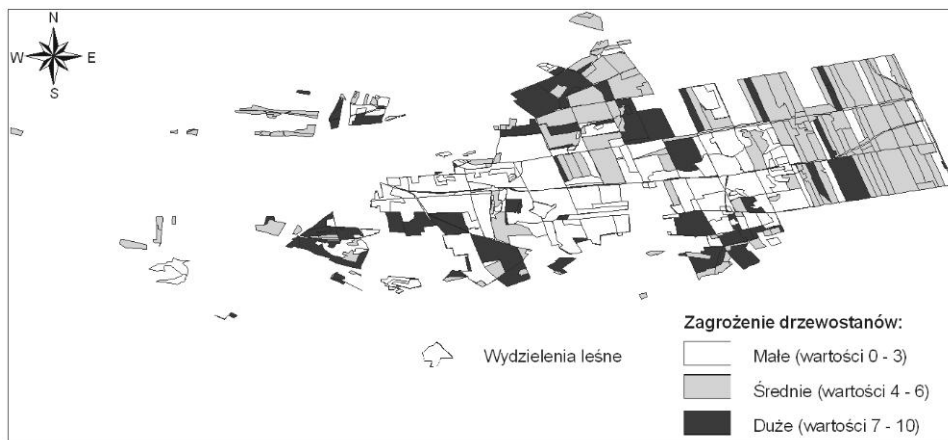 N
W E
S
Wydzielenia leśne
Zagrożenie drzewostanów:
Małe (wartości 0 - 3)
Średnie (wartości 4 - 6)
Duże (wartości 7 - 10)